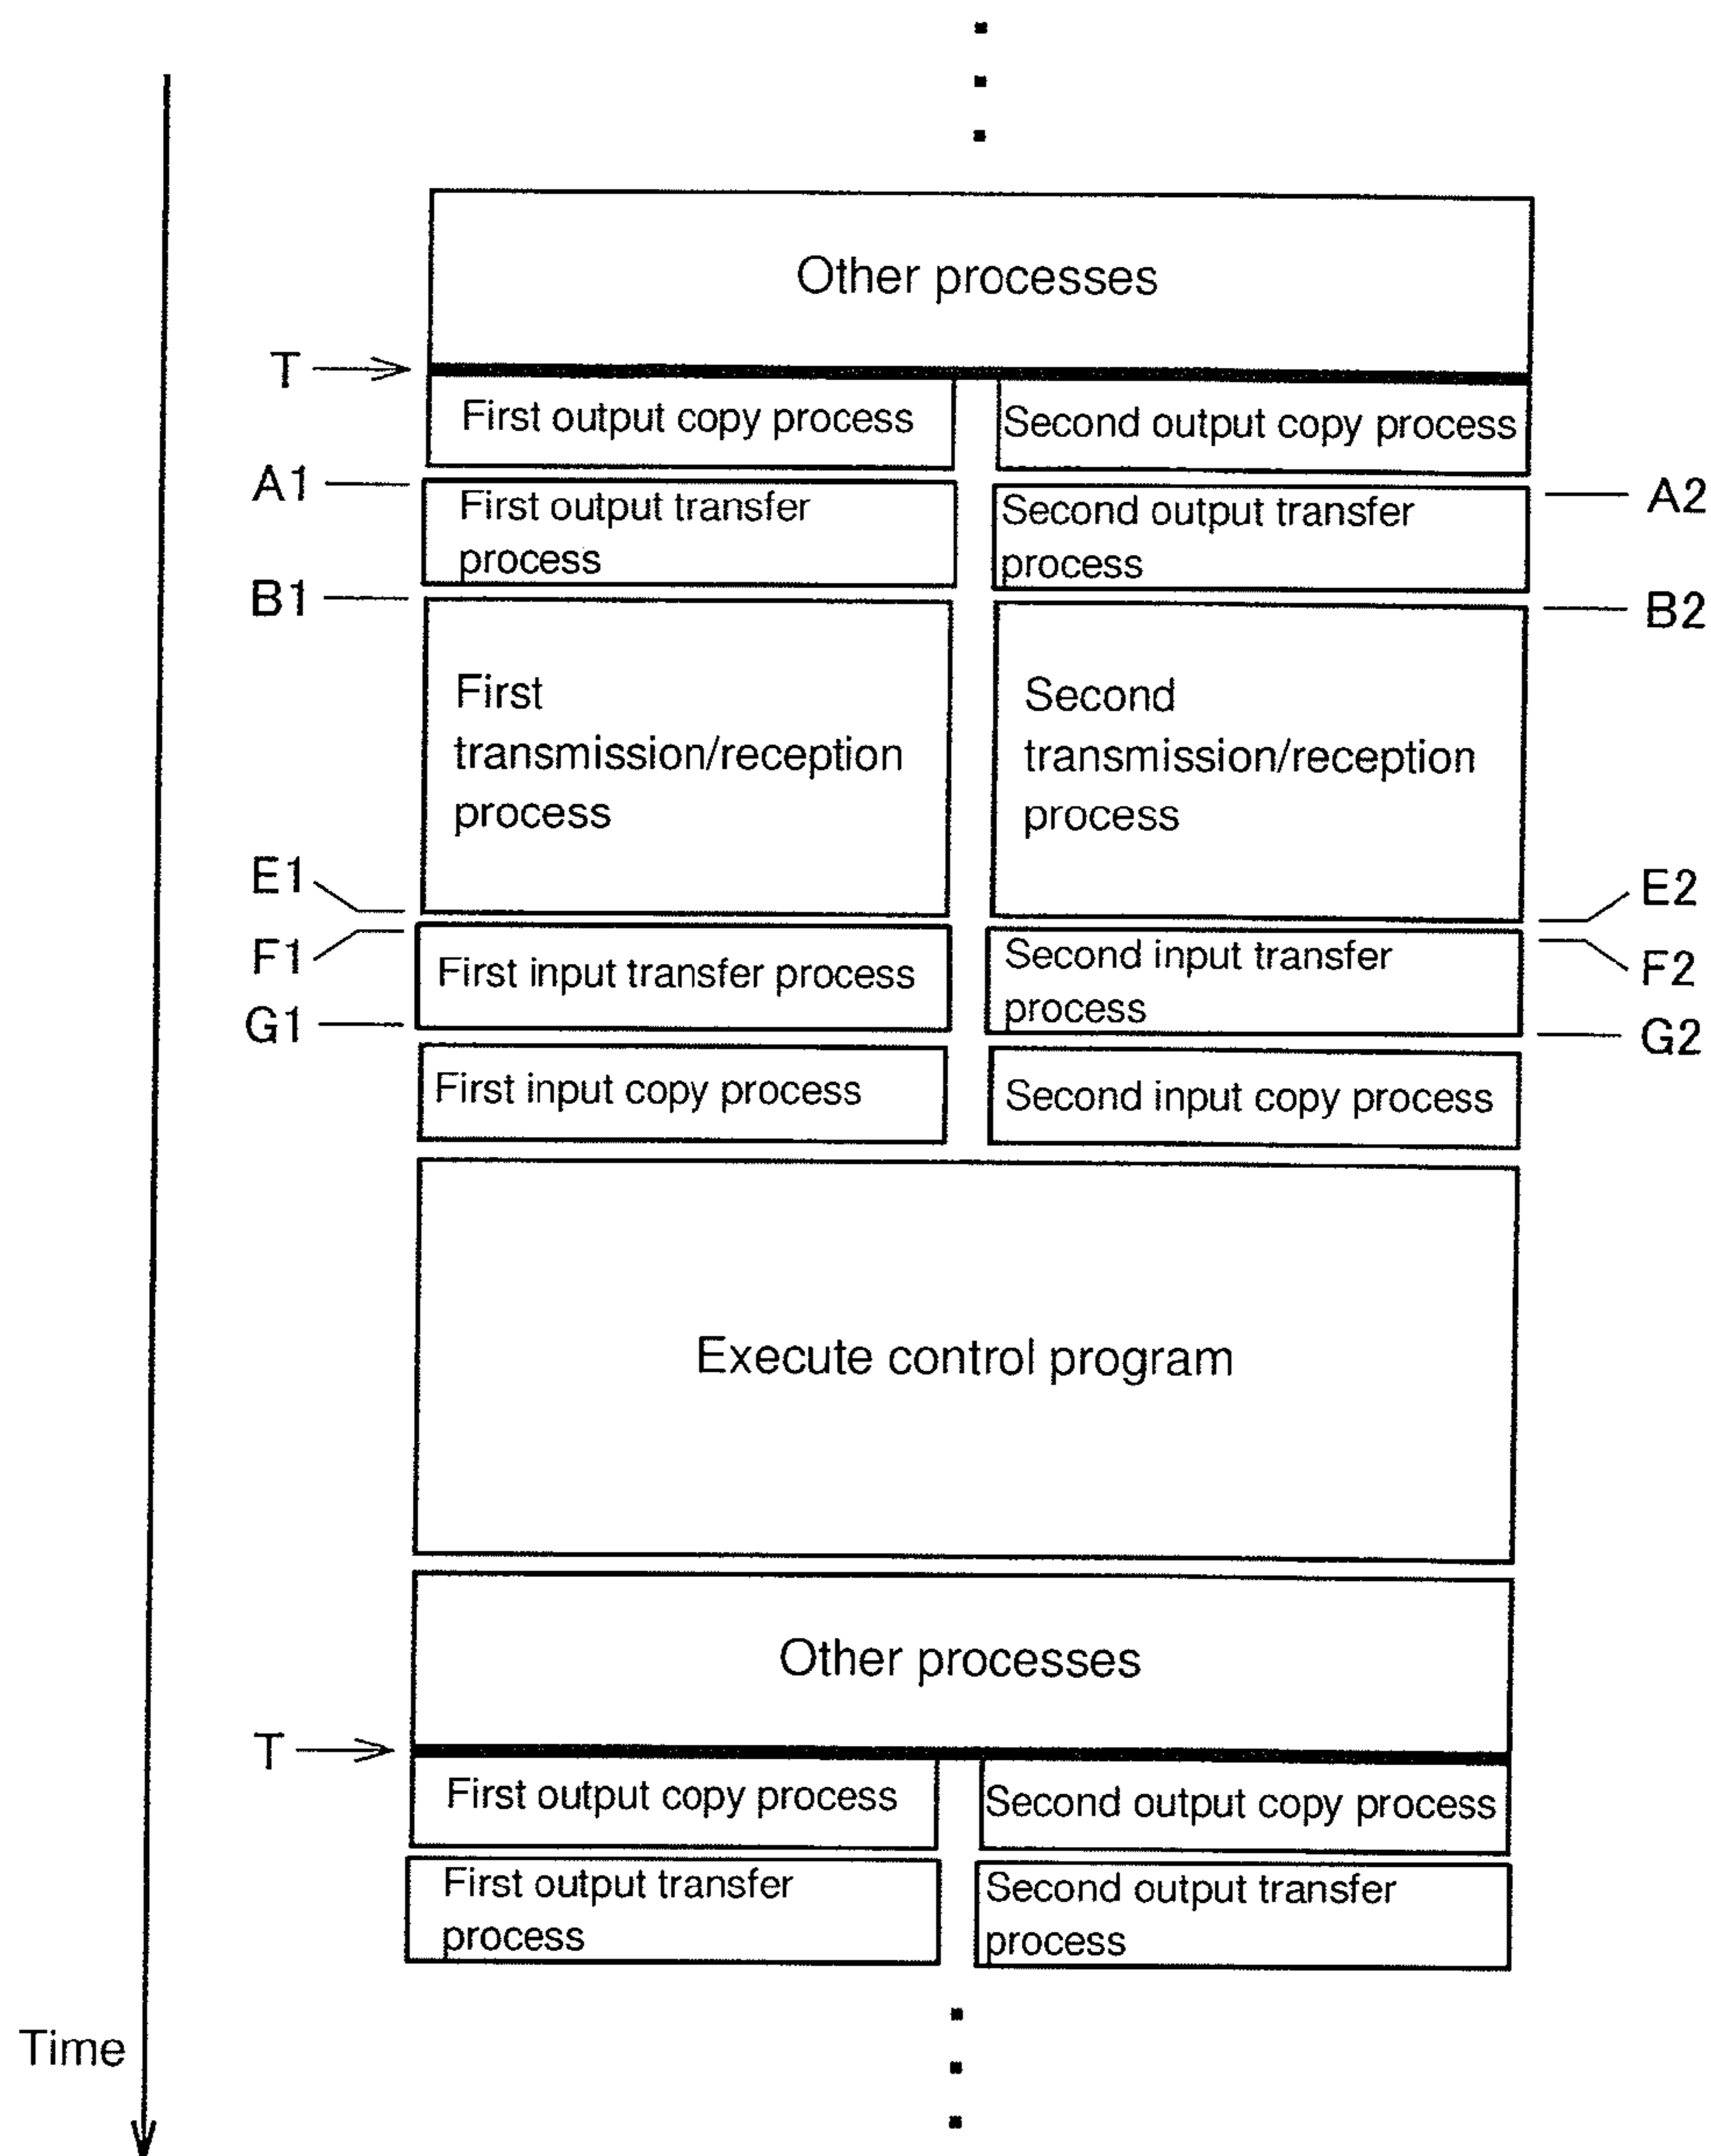 Other processes
T
First output copy process
Second output copy process
A1
First output transfer
process
Second output transfer
process
A2
B1
B2
First
transmission/reception
process
Second
transmission/reception
process
E1
E2
F1
F2
First input transfer process
Second input transfer
process
G1
G2
First input copy process
Second input copy process
Execute control program
Other processes
T
First output copy process
Second output copy process
First output transfer
process
Second output transfer
process
Time